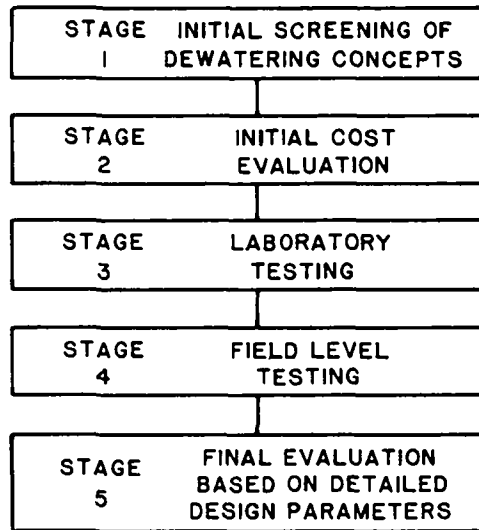 STAGE INITIAL SCREENING OF
1 DEWATERING CONCEPTS
STAGE INITIAL COST
2 EVALUATION
STAGE LABORATORY
3 TESTING
STAGE FIELD LEVEL
4 TESTING
STAGE FINAL EVALUATION
5 BASED ON DETAILED
DESIGN PARAMETERS